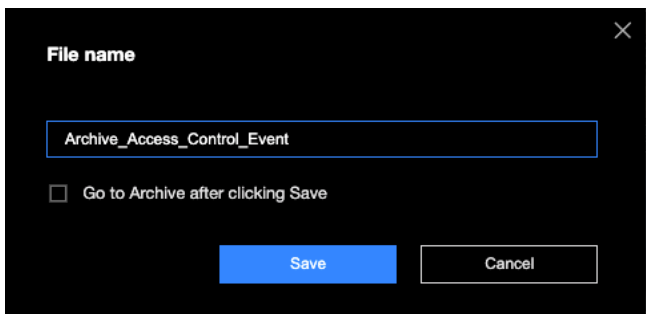 File name
Archive_Access_Control_Event
Go to Archive after clicking Save
Save
Cancel